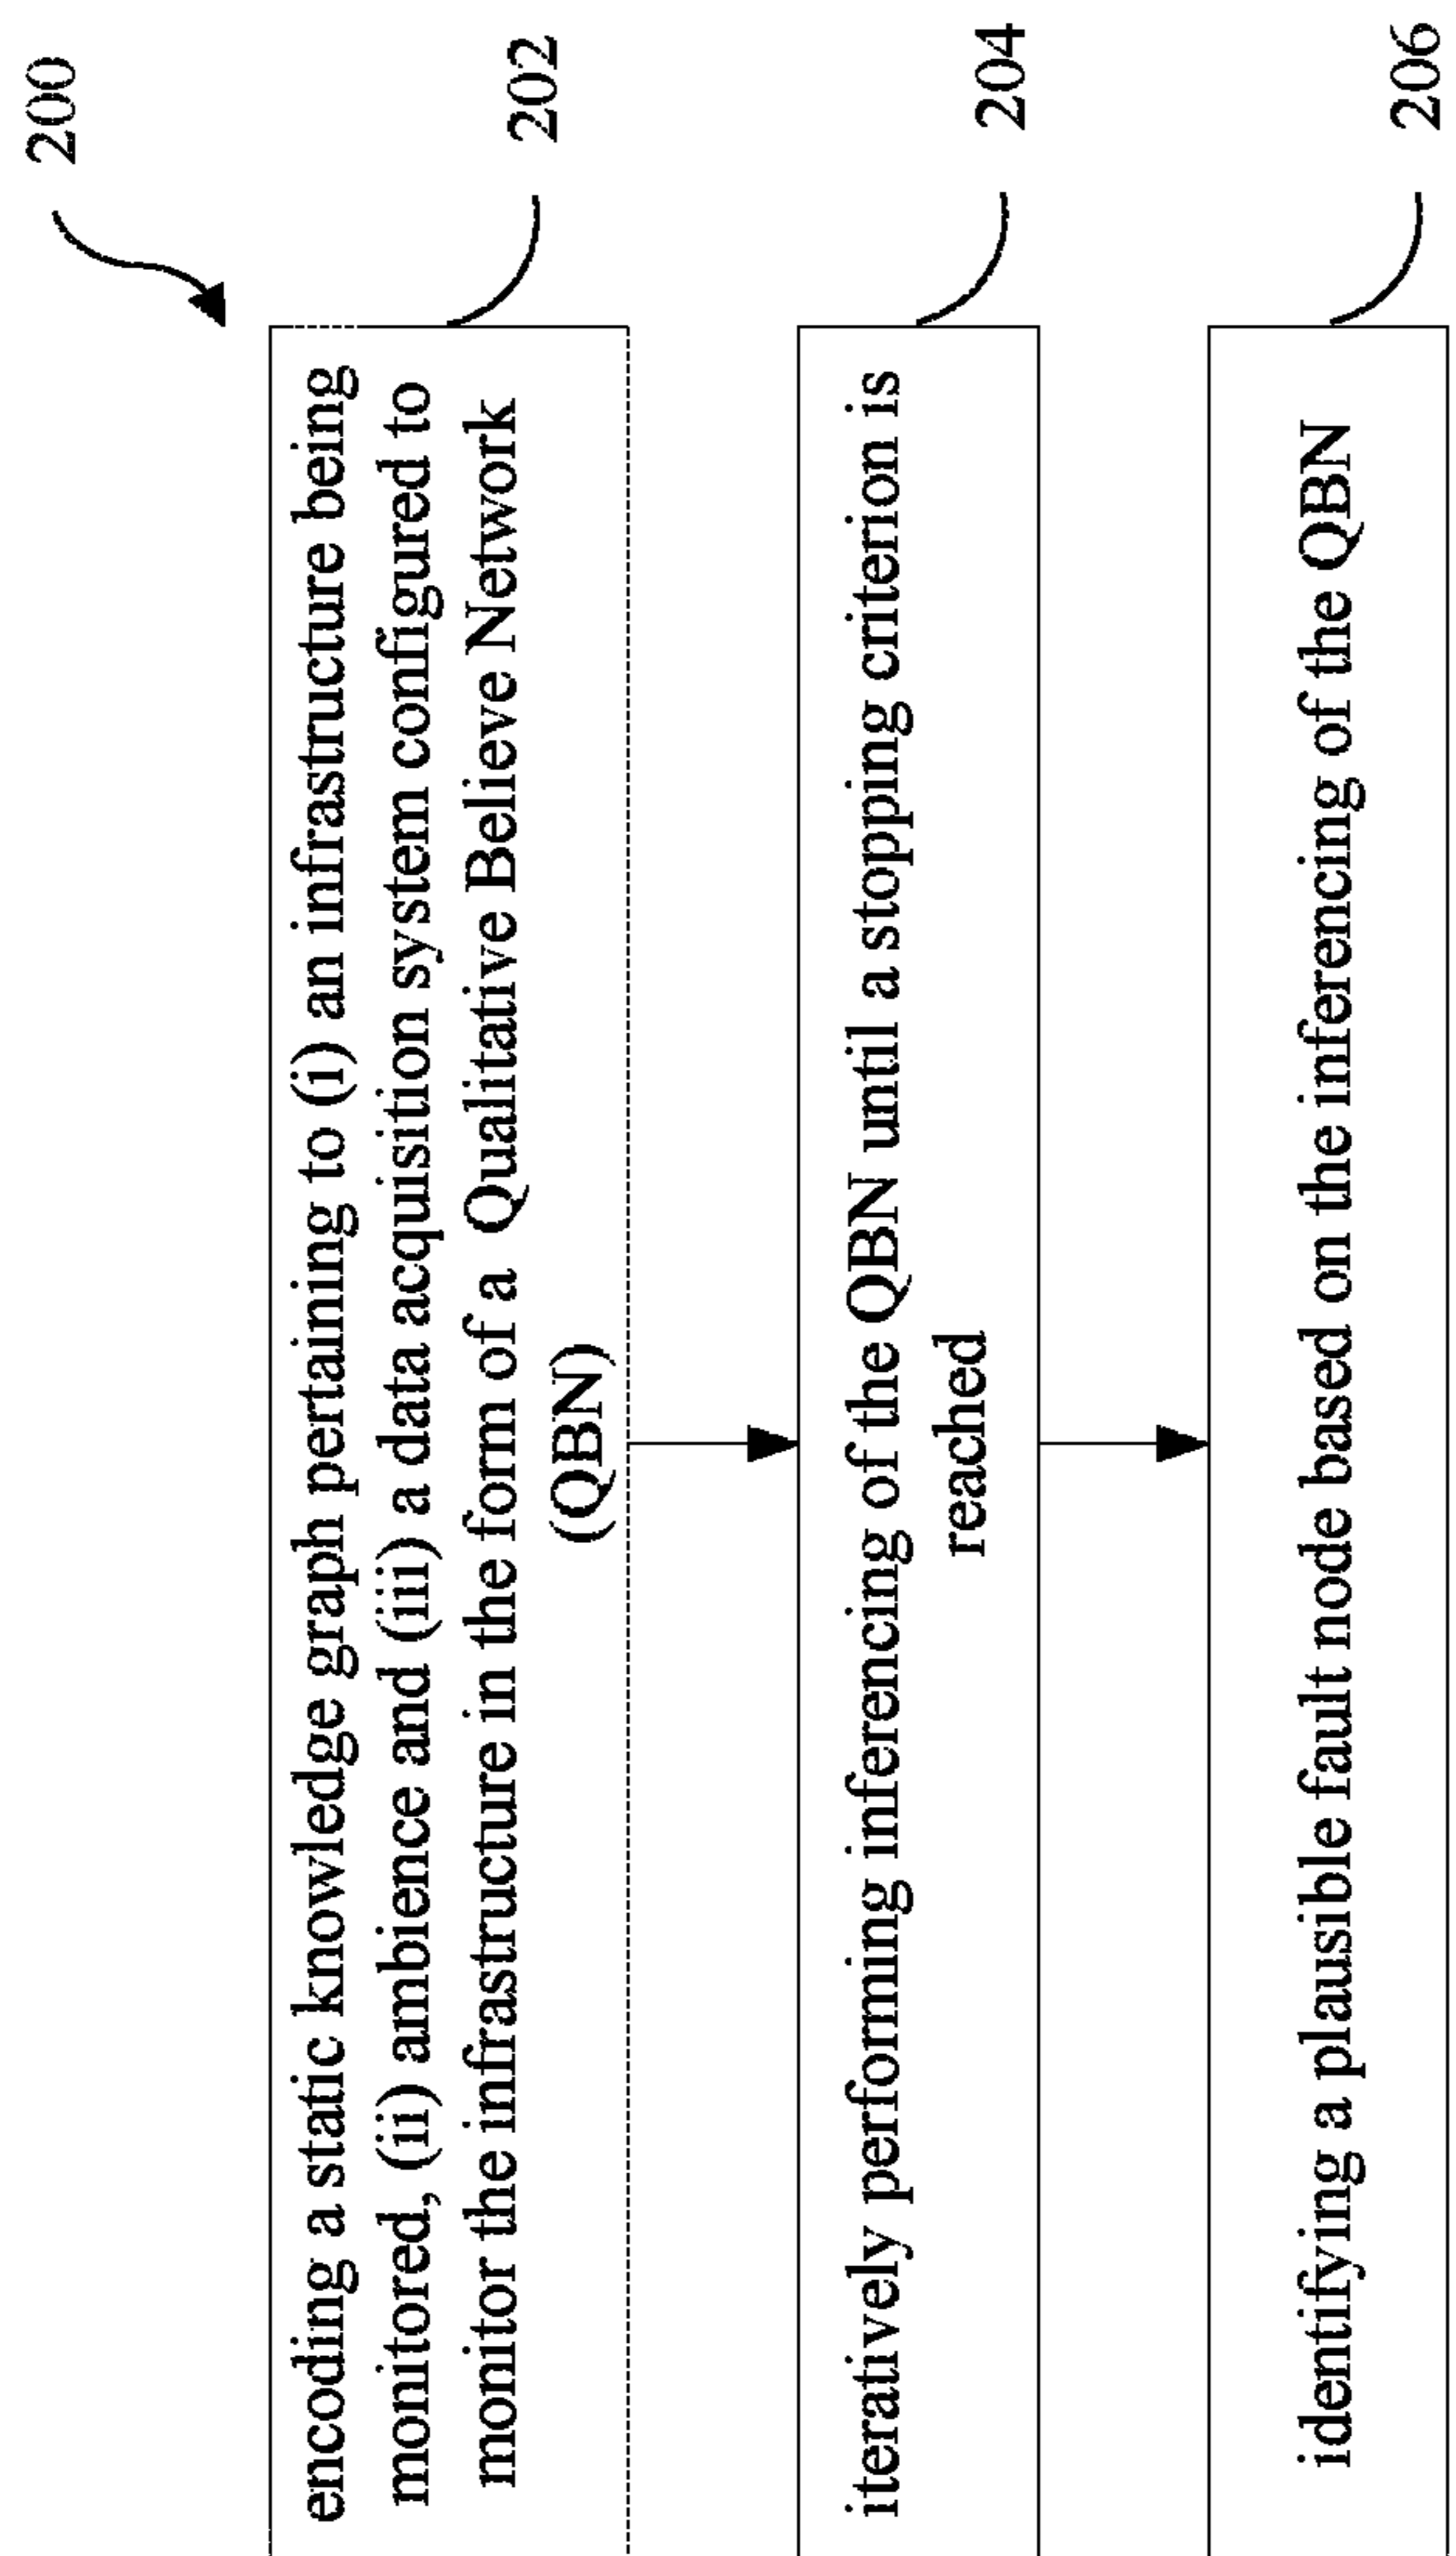 200
encoding a static knowledge graph pertaining to (i) an infrastructure being
monitored, (ii) ambience and (iii) a data acquisition system configured to
monitor the infrastructure in the form of a Qualitative Believe Network
(QBN)
202
iteratively performing inferencing of the QBN until a stopping criterion is
reached
204
identifying a plausible fault node based on the inferencing of the QBN
206